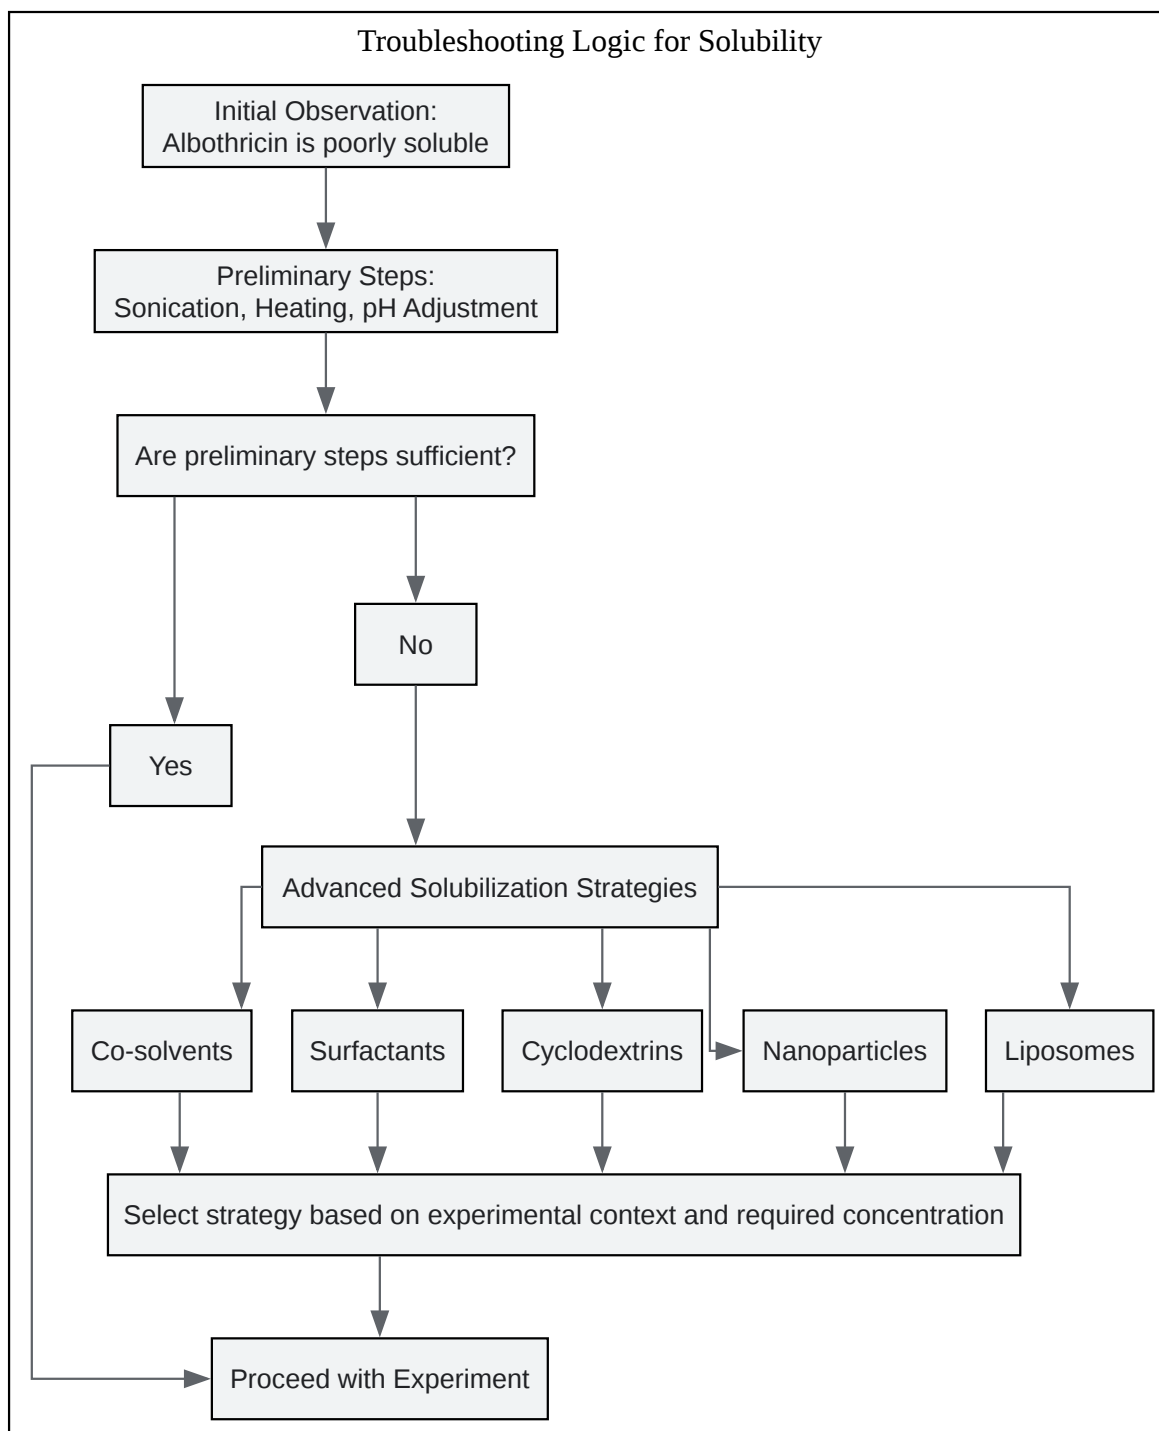 Troubleshooting Logic for Solubility
Initial Observation:
Albothricin is poorly soluble
Preliminary Steps:
Sonication, Heating, pH Adjustment
Are preliminary steps sufficient?
No
Yes
Advanced Solubilization Strategies
Co-solvents
Surfactants
Cyclodextrins
Nanoparticles
Liposomes
Select strategy based on experimental context and required concentration
Proceed with Experiment